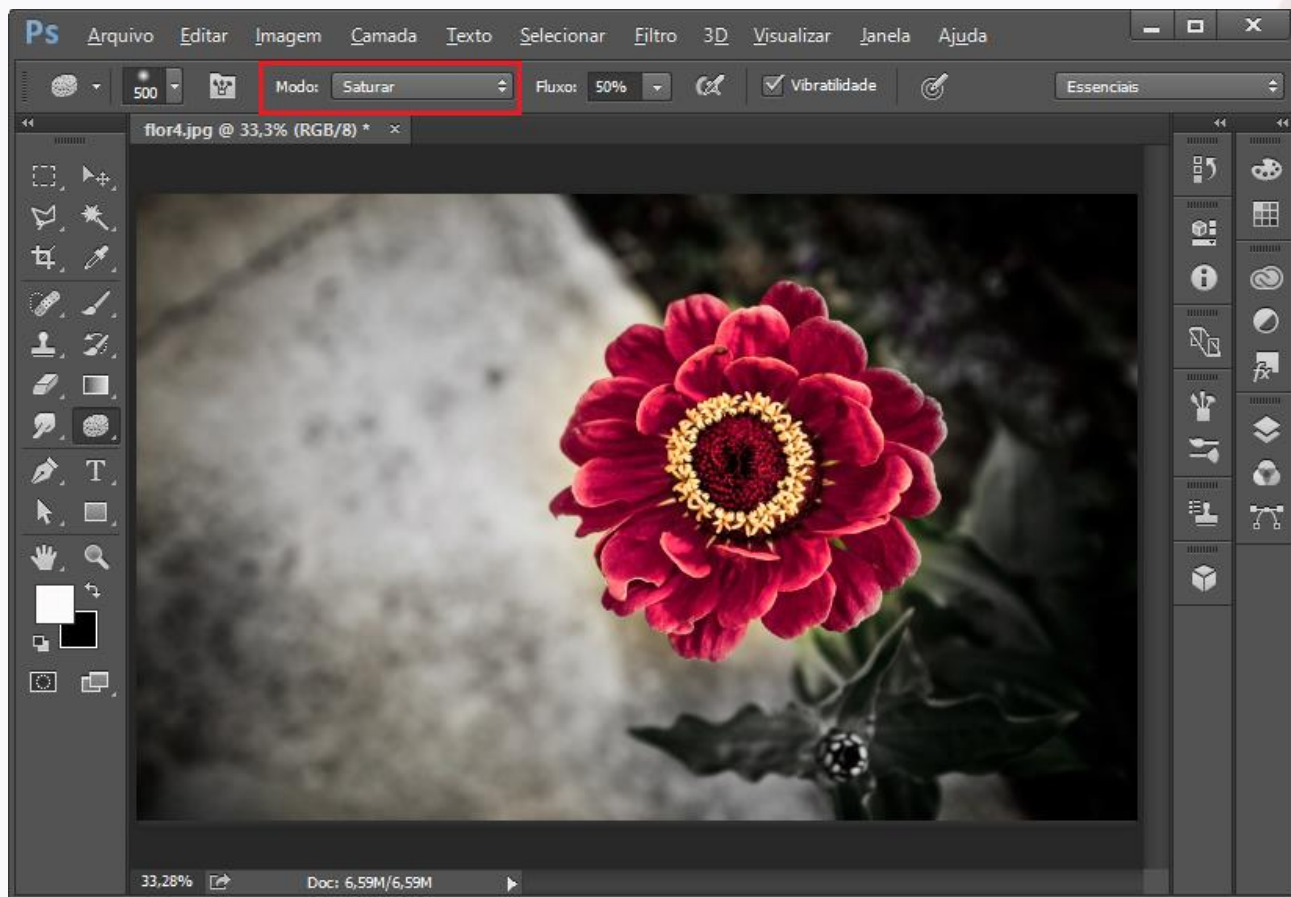 Ps Arquivo Editar Imagem Camada Texto Selecionar Filtro 3D Visualizar Janela Ajuda
500 Modo: Saturar Fluxo: 50% Vibratilidade Essenciais
flor4.jpg @ 33,3% (RGB/8) * ×
T
fx
33,28% Doc: 6,59M/6,59M